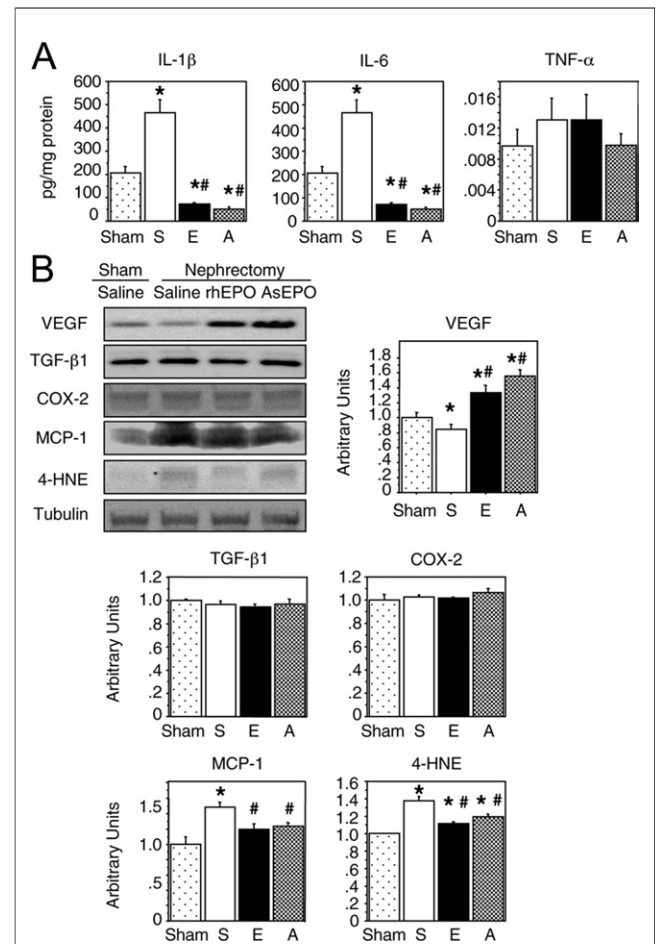 A
IL-1β IL-6 TNF-α
pg/mg protein
600
500
400
300
200
100
0
Sham S E A
*
*#
*#
600
500
400
300
200
100
0
Sham S E A
*
*#
*#
.016
.012
.008
.004
0
Sham S E A
B
Sham Nephrectomy
Saline Saline rhEPO AsEPO
VEGF
TGF-β1
COX-2
MCP-1
4-HNE
Tubulin
VEGF
Arbitrary Units
1.8
1.6
1.4
1.2
1.0
.8
.6
.4
.2
0
*
*#
*#
Sham S E A
TGF-β1
Arbitrary Units
1.2
1.0
.8
.6
.4
.2
0
Sham S E A
COX-2
1.2
1.0
.8
.6
.4
.2
0
Sham S E A
MCP-1
Arbitrary Units
1.5
1.0
.5
0
*
#
#
Sham S E A
4-HNE
1.6
1.4
1.2
1.0
.8
.6
.4
.2
0
*
* #
* #
Sham S E A